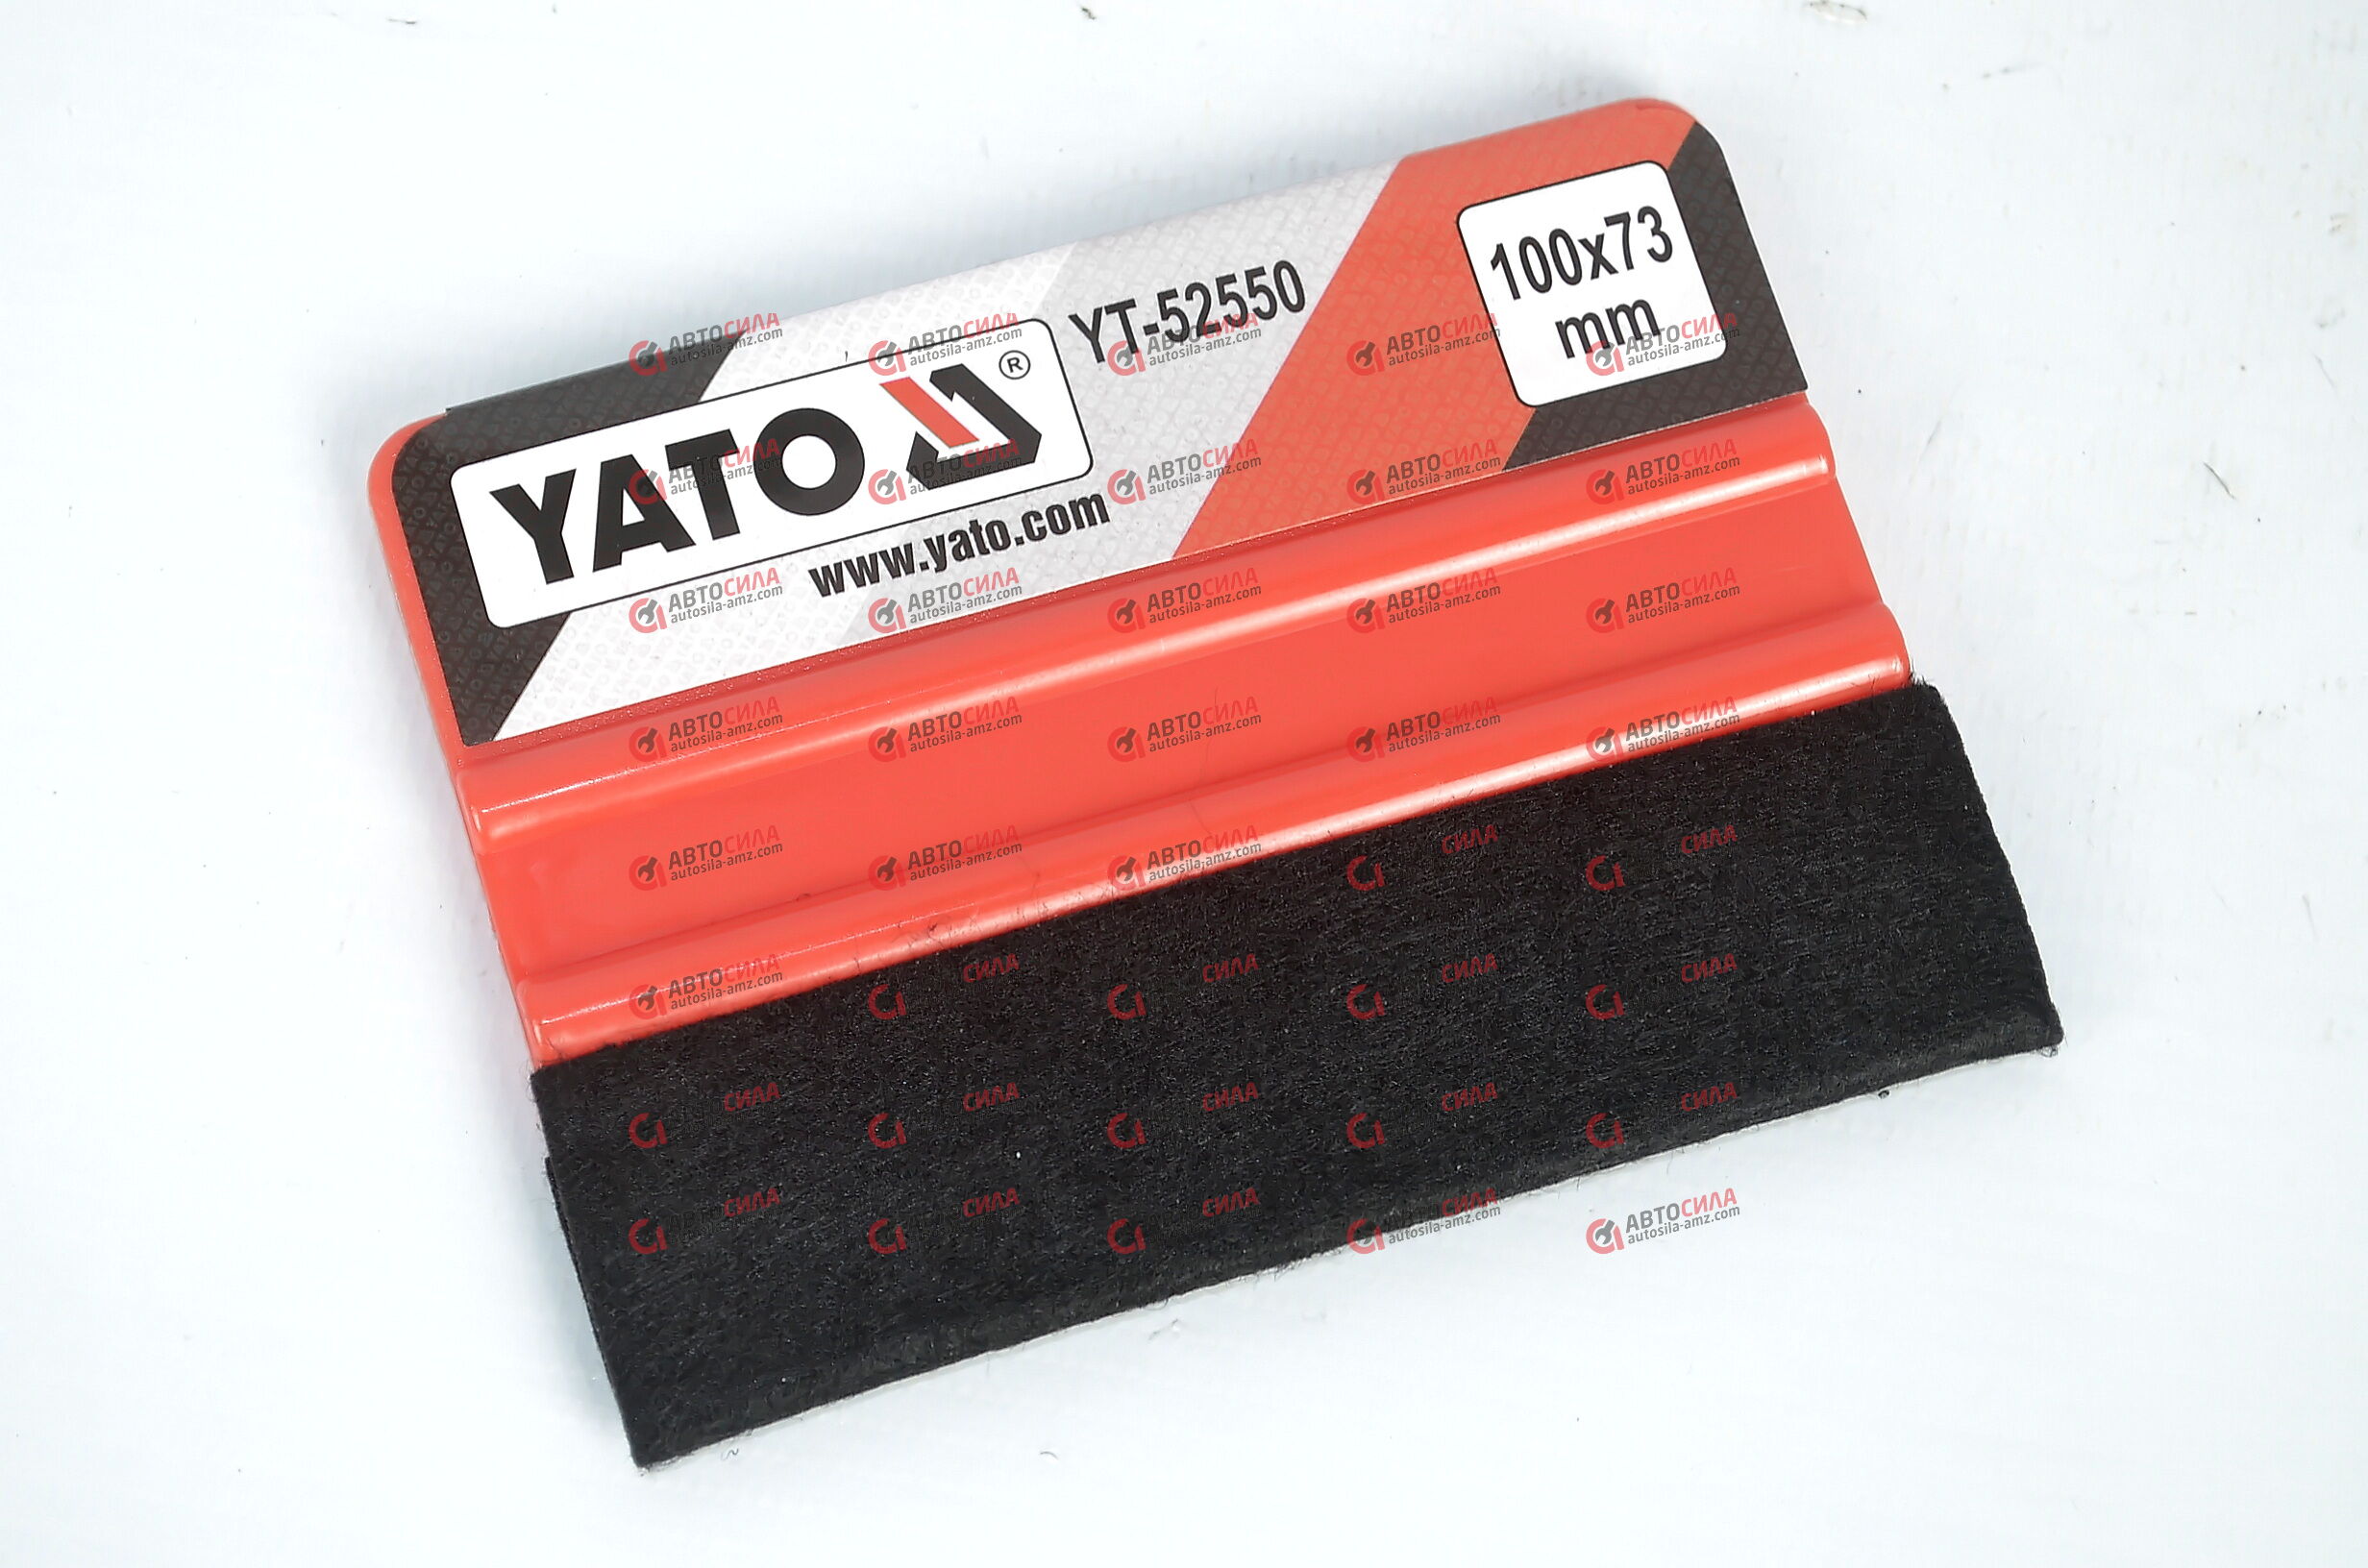 100x73
mm
YT-52550
YATO®
www.yato.com
АВТОСИЛА
autosila-amz.com